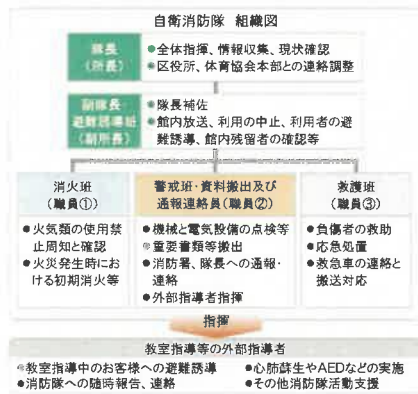 自衛消防隊 組織図
隊長
(所長)
●全体指揮、情報収集、現状確認
●区役所、体育協会本部との連絡調整
副隊長・
避難誘導班
(副所長)
●隊長補佐
●館内放送、利用の中止、利用者の避
難誘導、館内残留者の確認等
消火班
(職員①)
●火気類の使用禁
止周知と確認
●火災発生時にお
ける初期消火等
警戒班・資料搬出及び
通報連絡員(職員②)
●機械と電気設備の点検等
●重要書類等搬出
●消防署、隊長への通報・
連絡
●外部指導者指揮
救護班
(職員③)
●負傷者の救助
●応急処置
●救急車の連絡と
搬送対応
指揮
教室指導等の外部指導者
●教室指導中のお客様への避難誘導
●消防隊への随時報告、連絡
●心肺蘇生やAEDなどの実施
●その他消防隊活動支援